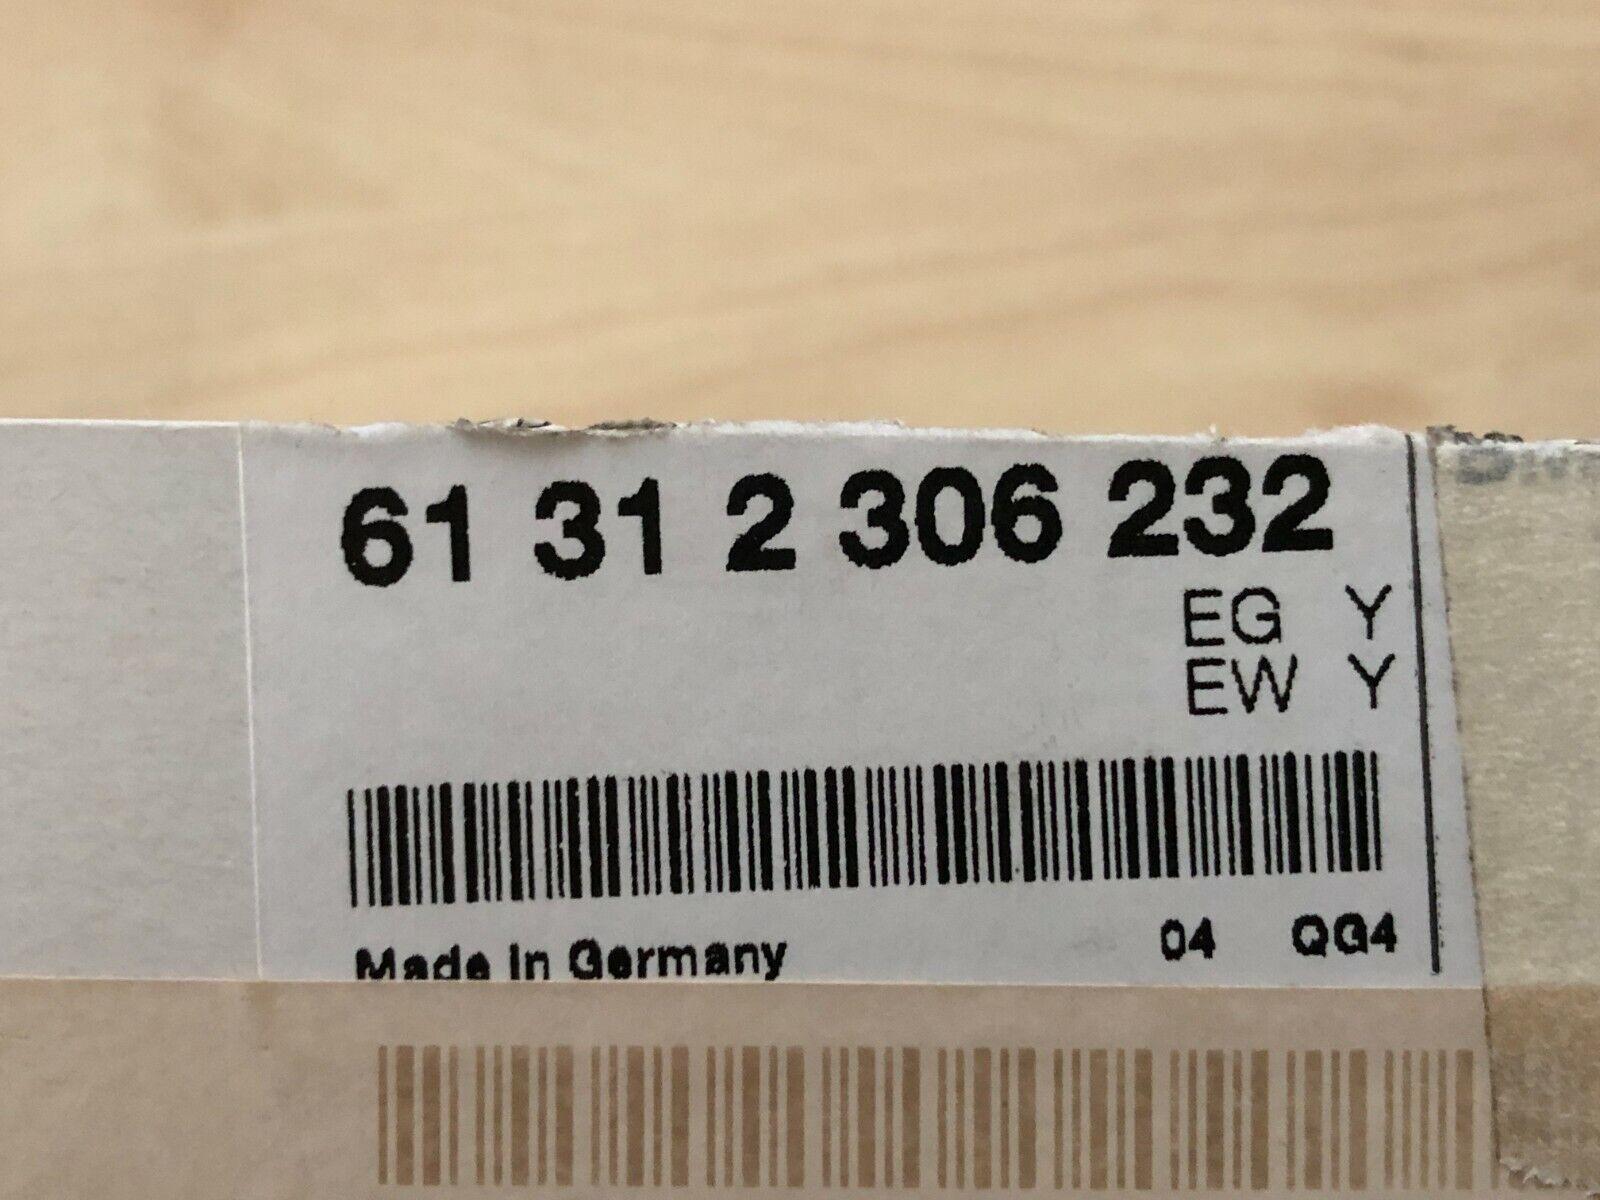 61 31 2 306 232
EG Y
EW Y
Made In Germany
04 QG4